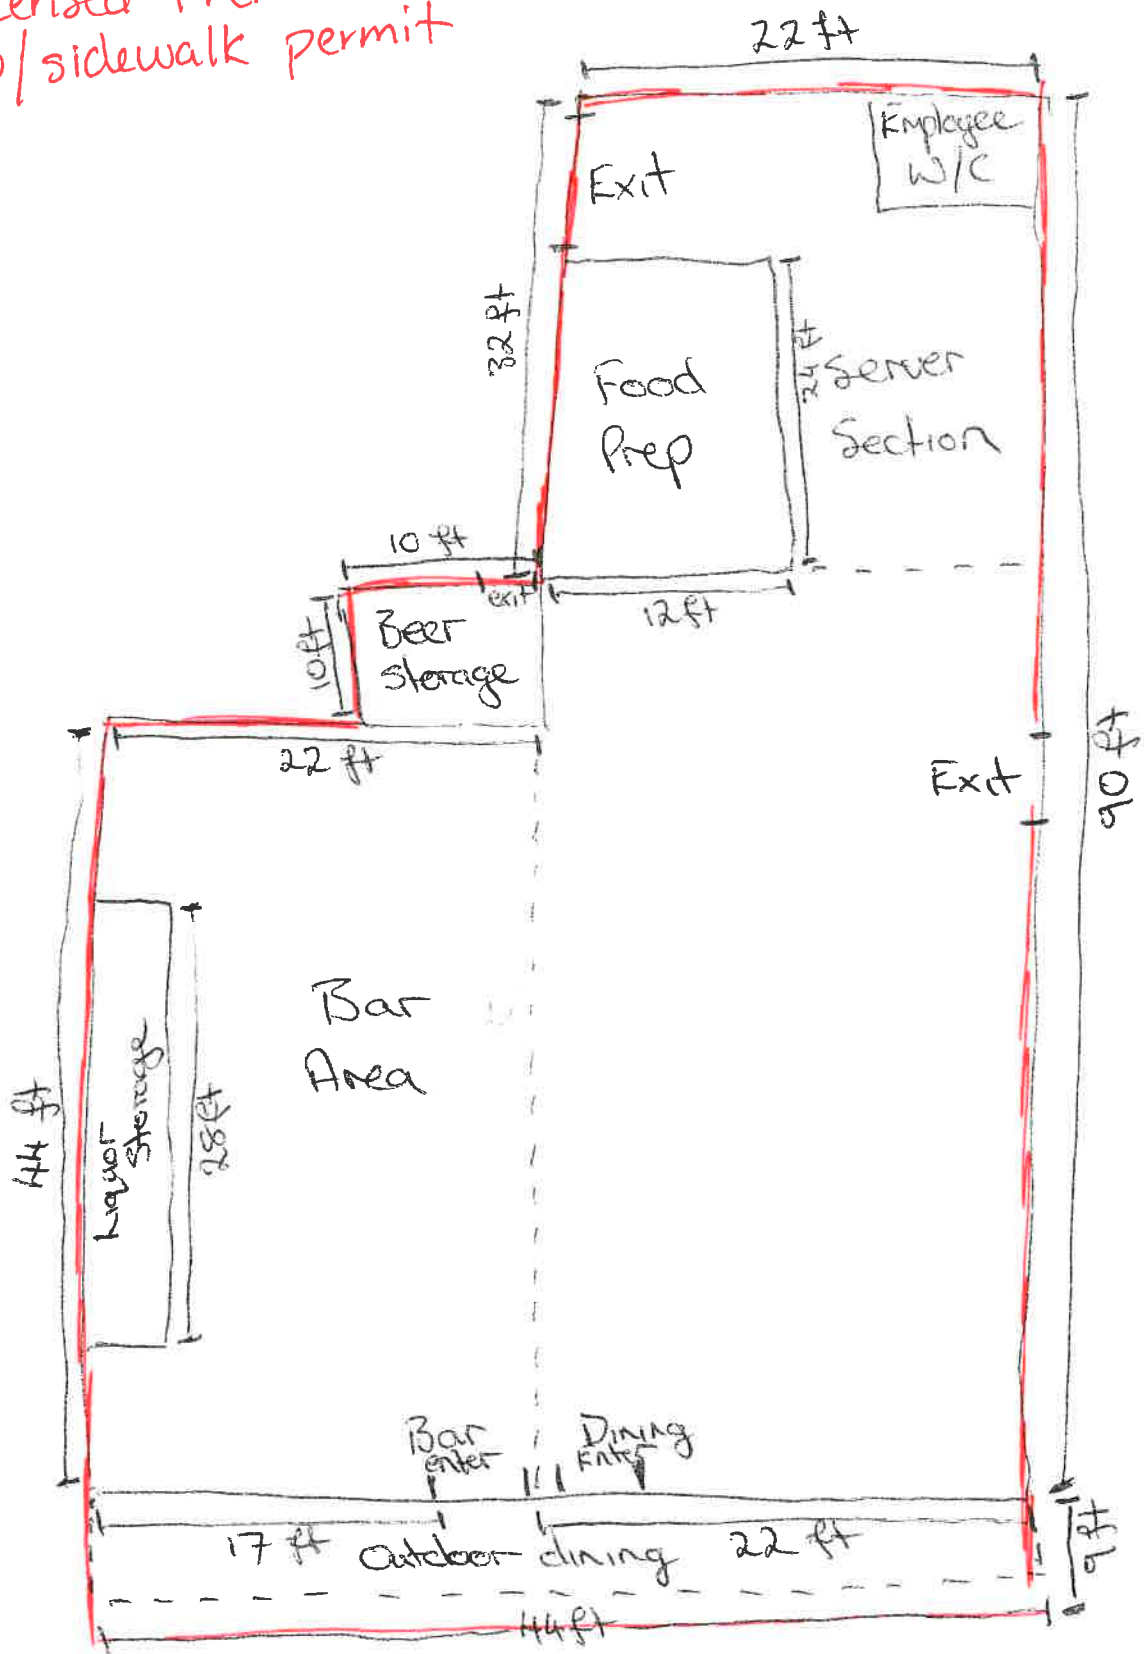 sidewalk permit
22 ft
Employee
W/C
Exit
32 ft
Food
Prep
24 ft
Server
Section
10 ft
exit
12 ft
10 ft
Beer
storage
22 ft
Exit
90 ft
Bar
Area
44 ft
Liquor
Storage
28 ft
Bar
enter
Dining
Enter
17 ft
Outdoor dining
22 ft
9 ft
44 ft